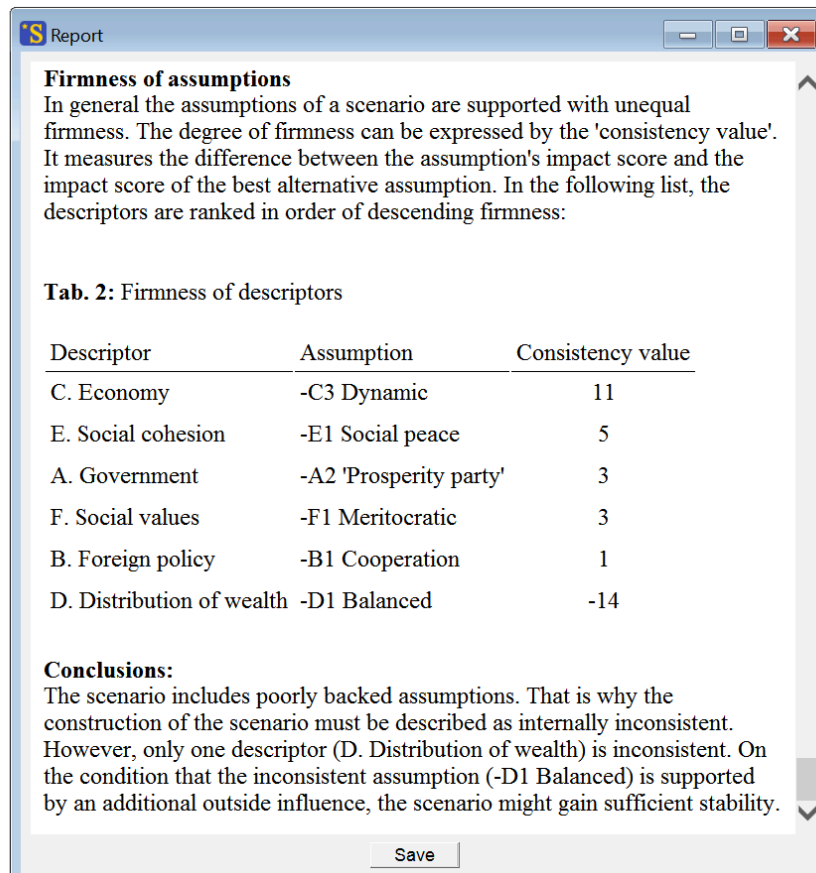 S Report
Firmness of assumptions
In general the assumptions of a scenario are supported with unequal
firmness. The degree of firmness can be expressed by the 'consistency value'.
It measures the difference between the assumption's impact score and the
impact score of the best alternative assumption. In the following list, the
descriptors are ranked in order of descending firmness:
Tab. 2: Firmness of descriptors
Descriptor Assumption Consistency value
C. Economy -C3 Dynamic 11
E. Social cohesion -E1 Social peace 5
A. Government -A2 'Prosperity party' 3
F. Social values -F1 Meritocratic 3
B. Foreign policy -B1 Cooperation 1
D. Distribution of wealth -D1 Balanced -14
Conclusions:
The scenario includes poorly backed assumptions. That is why the
construction of the scenario must be described as internally inconsistent.
However, only one descriptor (D. Distribution of wealth) is inconsistent. On
the condition that the inconsistent assumption (-D1 Balanced) is supported
by an additional outside influence, the scenario might gain sufficient stability.
Save